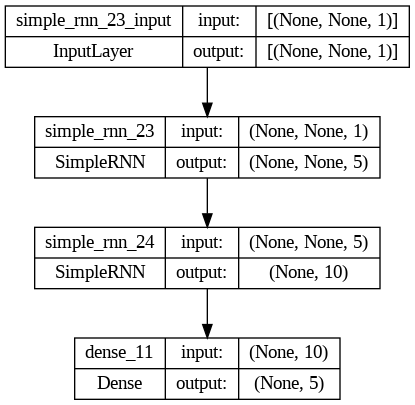 simple_rnn_23_input input: [(None, None, 1)]
InputLayer output: [(None, None, 1)]
simple_rnn_23 input: (None, None, 1)
SimpleRNN output: (None, None, 5)
simple_rnn_24 input: (None, None, 5)
SimpleRNN output: (None, 10)
dense_11 input: (None, 10)
Dense output: (None, 5)